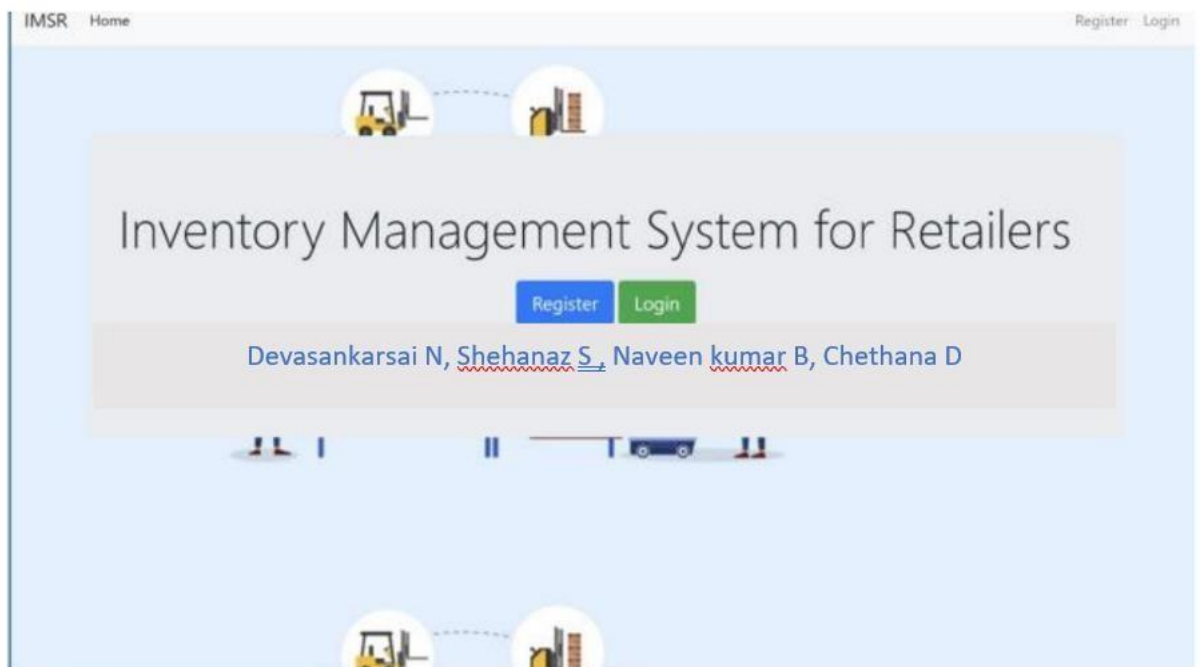 IMSR Home Register Login
Inventory Management System for Retailers
Register Login
Devasankarsai N, Shehanaz S , Naveen kumar B, Chethana D